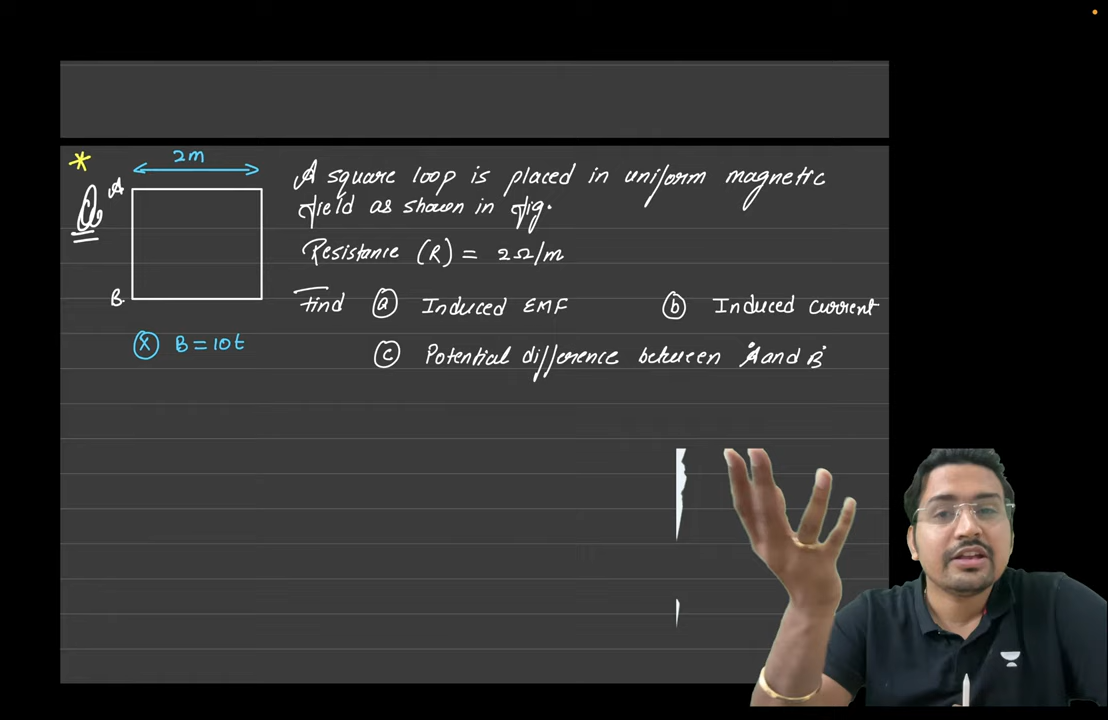 2m
* A
Q A square loop is placed in uniform magnetic
field as shown in fig.
Resistance (R) = 2Ω/m
B
Find (a) Induced EMF (b) Induced current
(x) B = 10t
(c) Potential difference between A and B